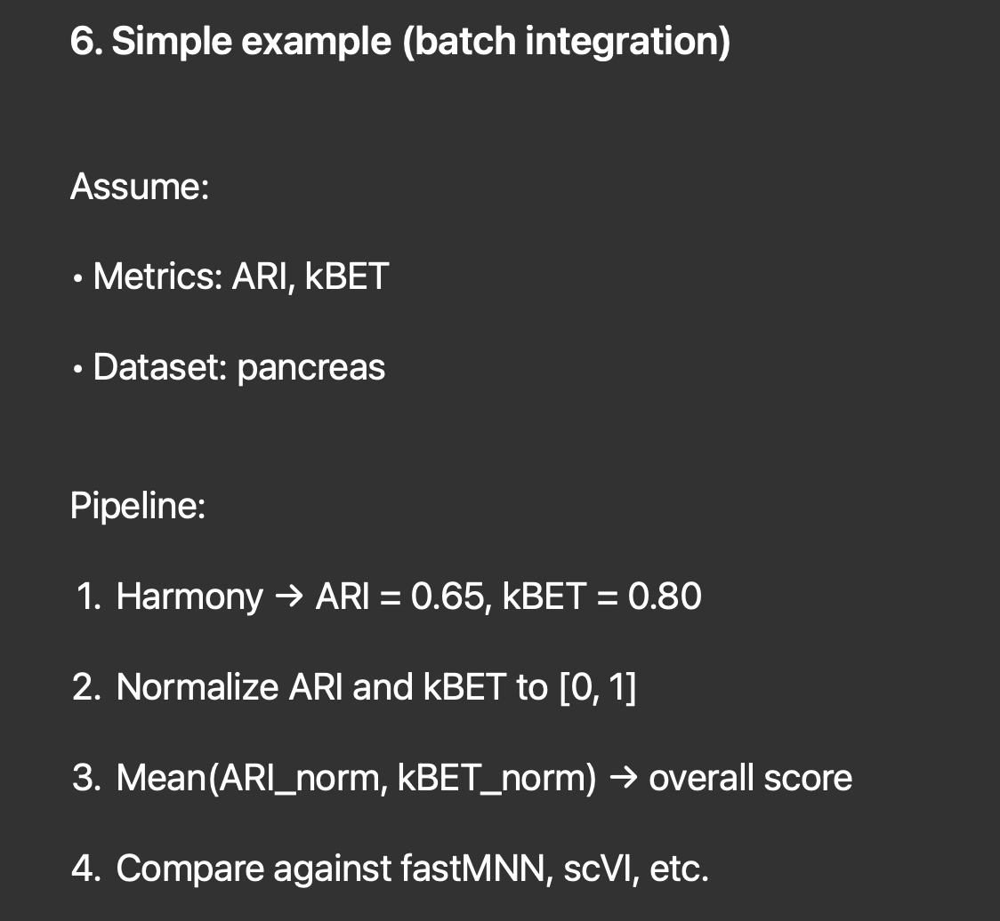 6. Simple example (batch integration)
Assume:
• Metrics: ARI, kBET
• Dataset: pancreas
Pipeline:
1. Harmony → ARI = 0.65, kBET = 0.80
2. Normalize ARI and kBET to [0, 1]
3. Mean(ARI_norm, kBET_norm) → overall score
4. Compare against fastMNN, scVI, etc.